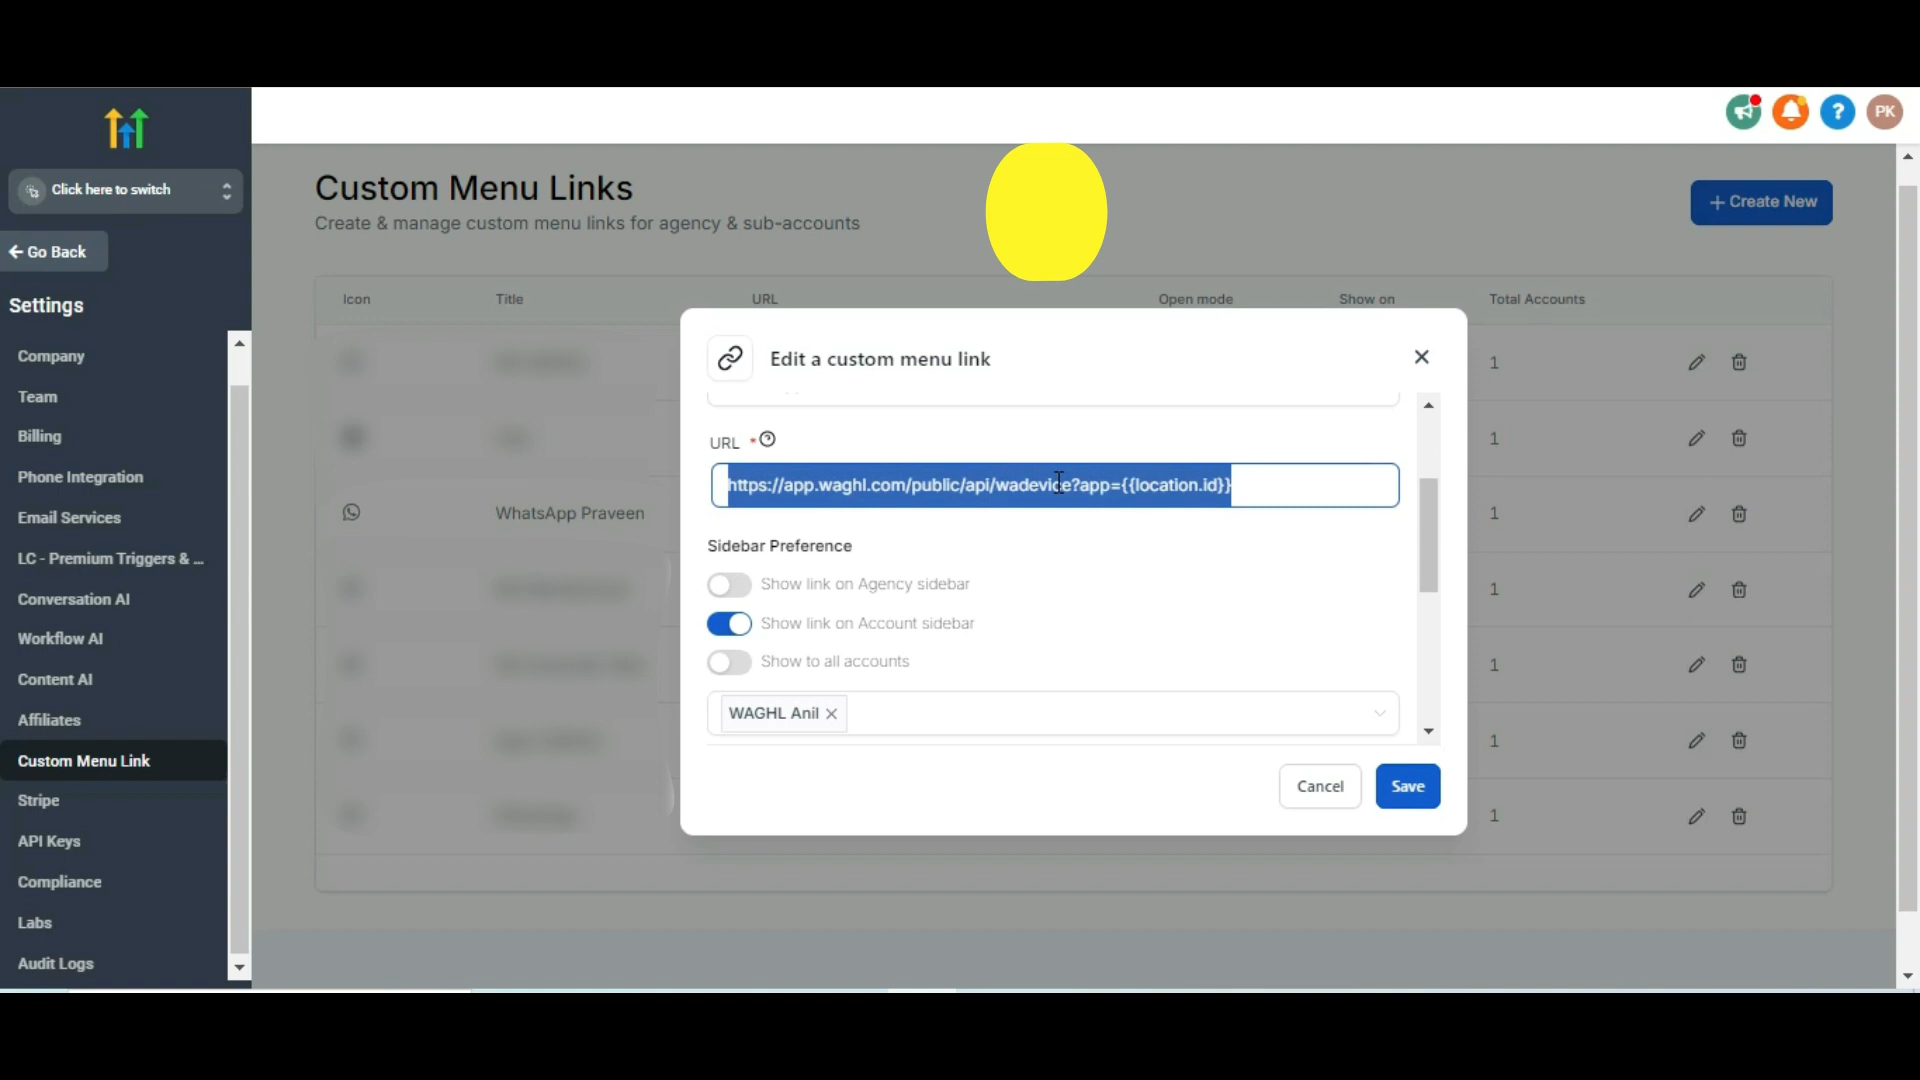 Click here to switch
Go Back
Settings
Company
Team
Billing
Phone Integration
Email Services
LC - Premium Triggers & ...
Conversation AI
Workflow AI
Content AI
Affiliates
Custom Menu Link
Stripe
API Keys
Compliance
Labs
Audit Logs
PK
Custom Menu Links
Create & manage custom menu links for agency & sub-accounts
+ Create New
Icon Title URL Open mode Show on Total Accounts
1
1
WhatsApp Praveen 1
1
1
1
1
Edit a custom menu link
URL *
https://app.waghl.com/public/api/wadevice?app={{location.id}}
Sidebar Preference
Show link on Agency sidebar
Show link on Account sidebar
Show to all accounts
WAGHL Anil
Cancel Save